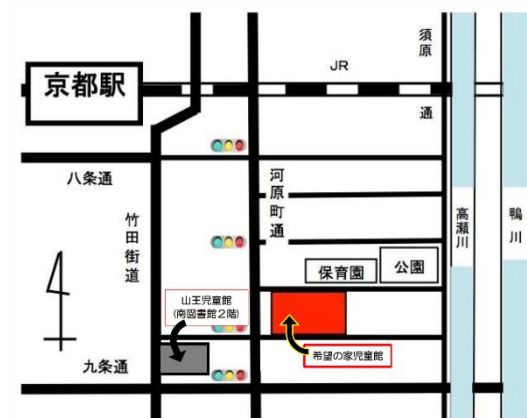 須原
JR
京都駅
通
八条通
河原町通
竹田街道
高瀬川
鴨川
公園
保育園
山王児童館
(南図書館2階)
希望の家児童館
九条通